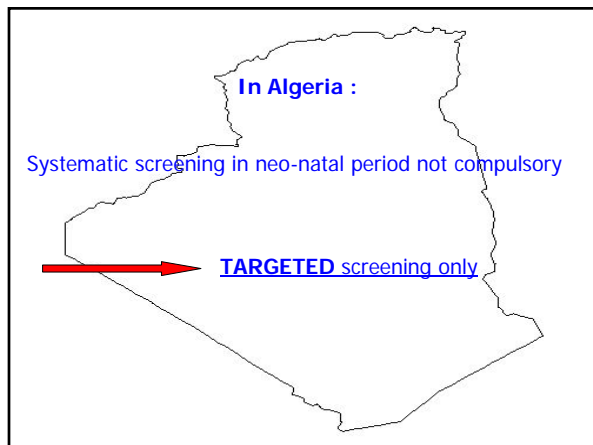 In Algeria :
Systematic screening in neo-natal period not compulsory
TARGETED screening only